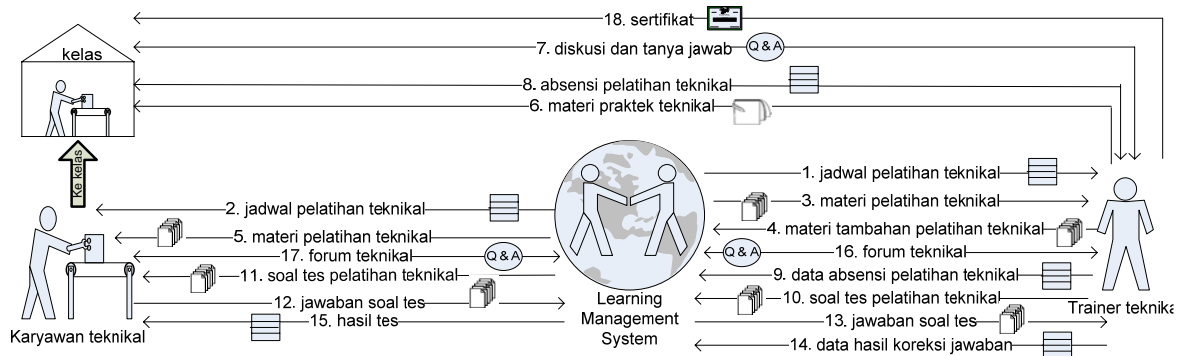 18. sertifikat
kelas
7. diskusi dan tanya jawab
Q & A
8. absensi pelatihan teknikal
6. materi praktek teknikal
Ke kelas
1. jadwal pelatihan teknikal
2. jadwal pelatihan teknikal
3. materi pelatihan teknikal
4. materi tambahan pelatihan teknikal
5. materi pelatihan teknikal
17. forum teknikal
Q & A
Q & A
16. forum teknikal
11. soal tes pelatihan teknikal
9. data absensi pelatihan teknikal
12. jawaban soal tes
10. soal tes pelatihan teknikal
Learning
Management
System
Trainer teknika
15. hasil tes
13. jawaban soal tes
Karyawan teknikal
14. data hasil koreksi jawaban